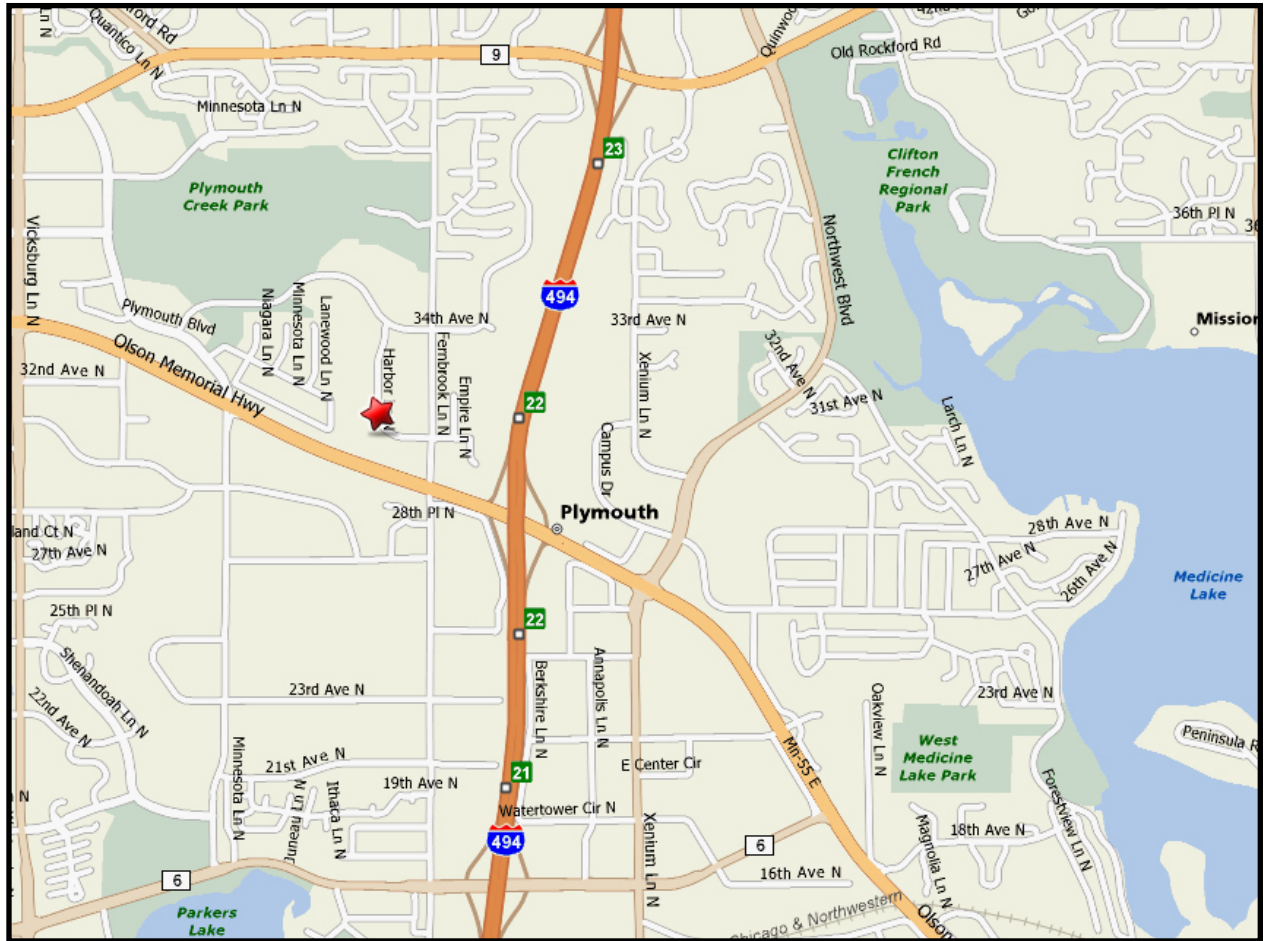 42nd
Quinwoo
Old Rockford Rd
ford Rd
Quantico Ln N
9
Minnesota Ln N
23
Clifton
French
Regional
Park
Plymouth
Creek Park
36th Pl N
36
Vicksburg Ln N
Northwest Blvd
494
Plymouth Blvd
Niagara Ln N
Minnesota Ln N
Lanewood Ln N
34th Ave N
33rd Ave N
Mission
Olson Memorial Hwy
32nd Ave N
Harbor
N
Fernbrook Ln N
Empire Ln N
Xenium Ln N
32nd Ave N
31st Ave N
Larch Ln N
22
Campus Dr
28th Pl N
Plymouth
land Ct N
27th Ave N
28th Ave N
27th Ave N
26th Ave N
Medicine
Lake
25th Pl N
22
Shenandoah Ln N
22nd Ave N
23rd Ave N
Berkshire Ln N
Annapolis Ln N
Oakview Ln N
23rd Ave N
West
Medicine
Lake Park
Peninsula R
Minnesota Ln N
21st Ave N
E Center Cir
Mn-55 E
21
19th Ave N
N
Ithaca Ln N
Watertower Cir N
Forestview Ln N
494
Xenium Ln N
6
Magnolia Ln N
18th Ave N
6
16th Ave N
Parkers
Lake
Chicago & Northwestern
Olson